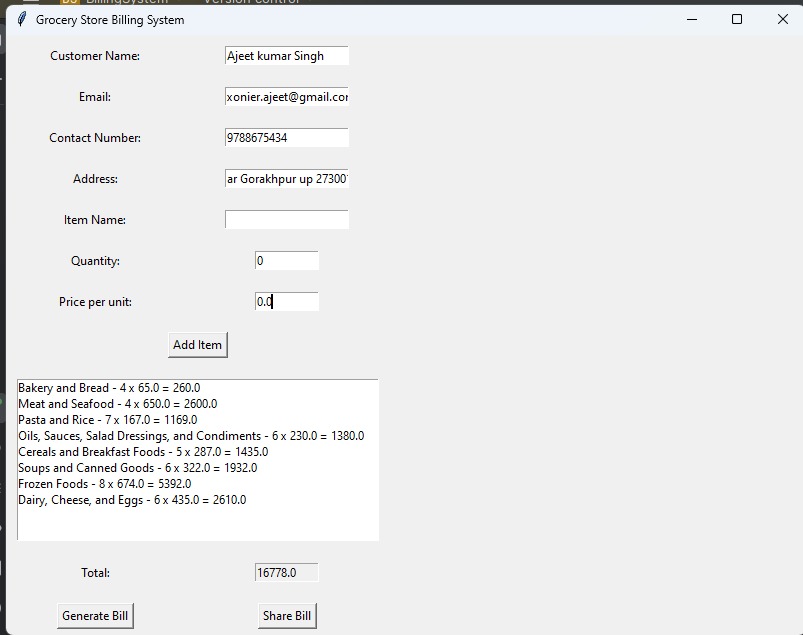 BillingSystem Version control
Grocery Store Billing System
Customer Name: Ajeet kumar Singh
Email: xonier.ajeet@gmail.cor
Contact Number: 9788675434
Address: ar Gorakhpur up 27300
Item Name:
Quantity: 0
Price per unit: 0.0
Add Item
Bakery and Bread - 4 x 65.0 = 260.0
Meat and Seafood - 4 x 650.0 = 2600.0
Pasta and Rice - 7 x 167.0 = 1169.0
Oils, Sauces, Salad Dressings, and Condiments - 6 x 230.0 = 1380.0
Cereals and Breakfast Foods - 5 x 287.0 = 1435.0
Soups and Canned Goods - 6 x 322.0 = 1932.0
Frozen Foods - 8 x 674.0 = 5392.0
Dairy, Cheese, and Eggs - 6 x 435.0 = 2610.0
Total: 16778.0
Generate Bill Share Bill